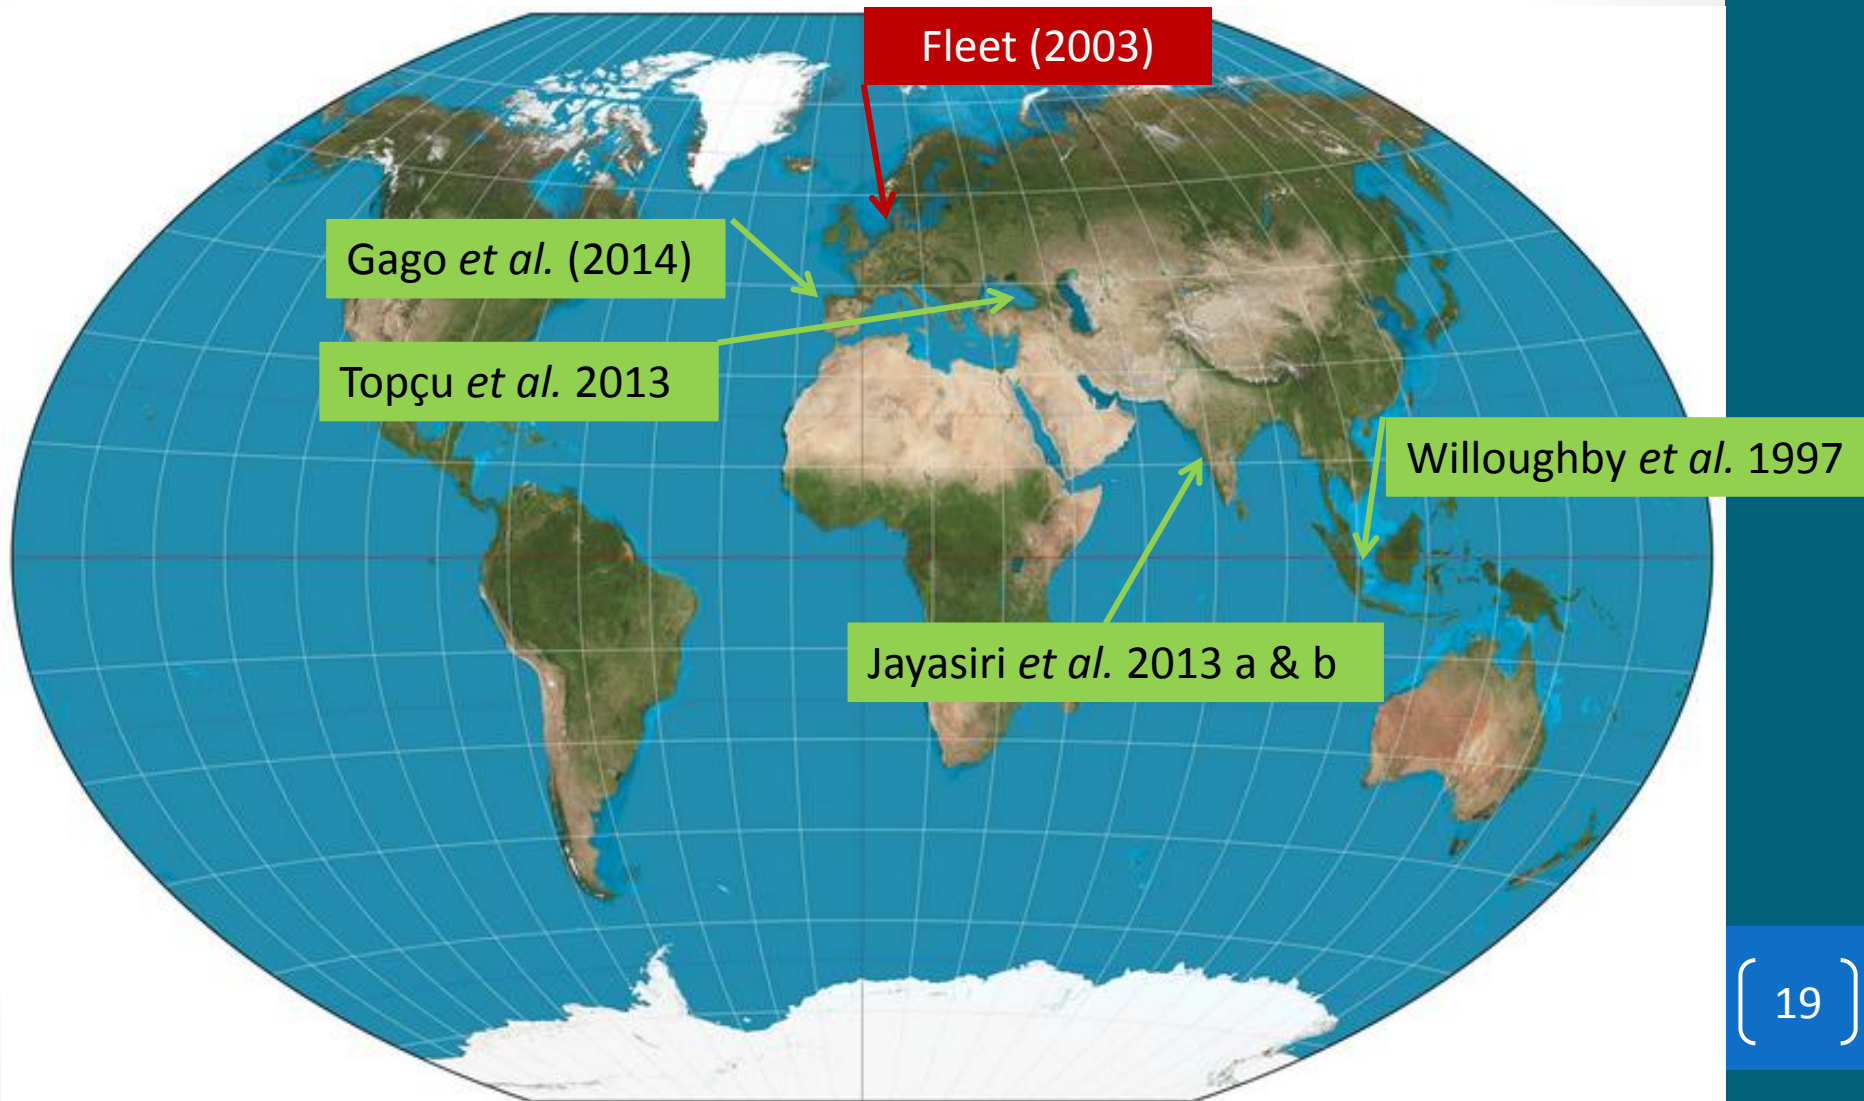 Fleet (2003)
Gago et al. (2014)
Topçu et al. 2013
Willoughby et al. 1997
Jayasiri et al. 2013 a & b
19